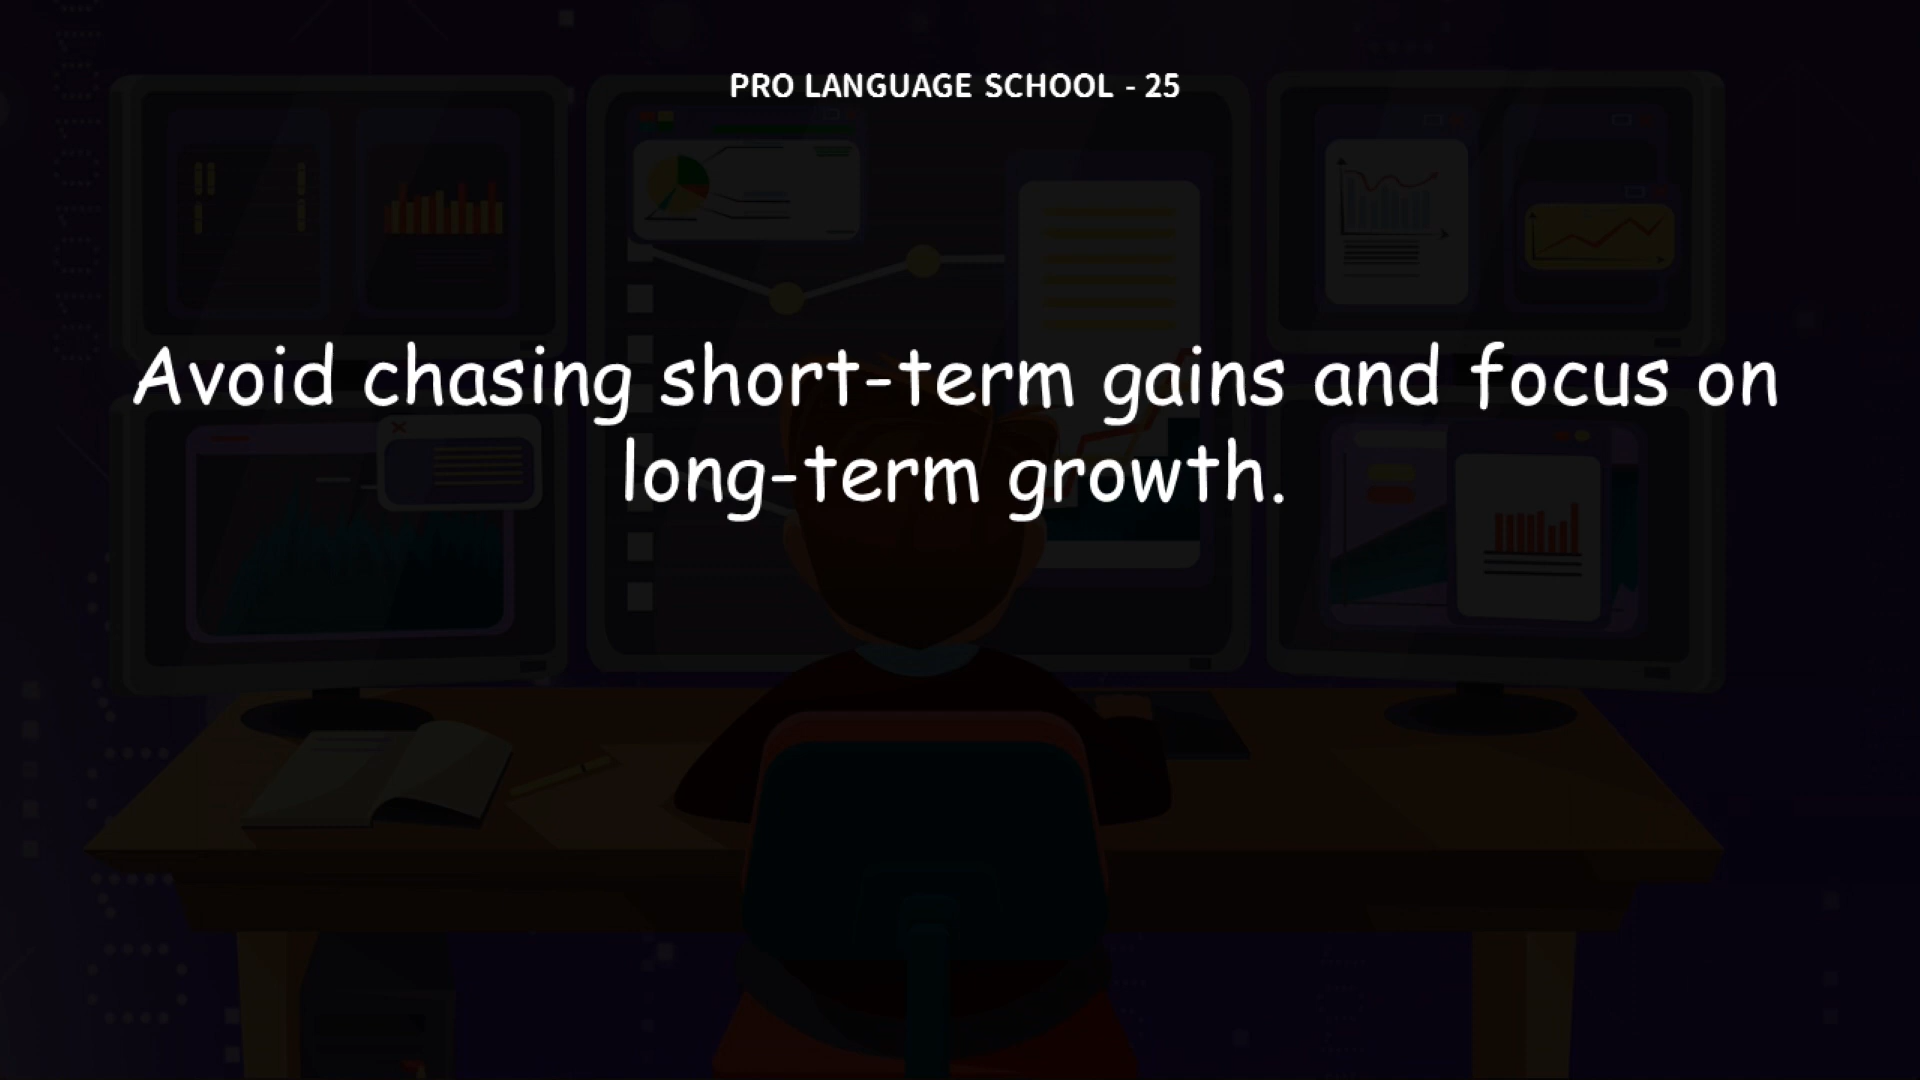 PRO LANGUAGE SCHOOL - 25
Avoid chasing short-term gains and focus on
long-term growth.